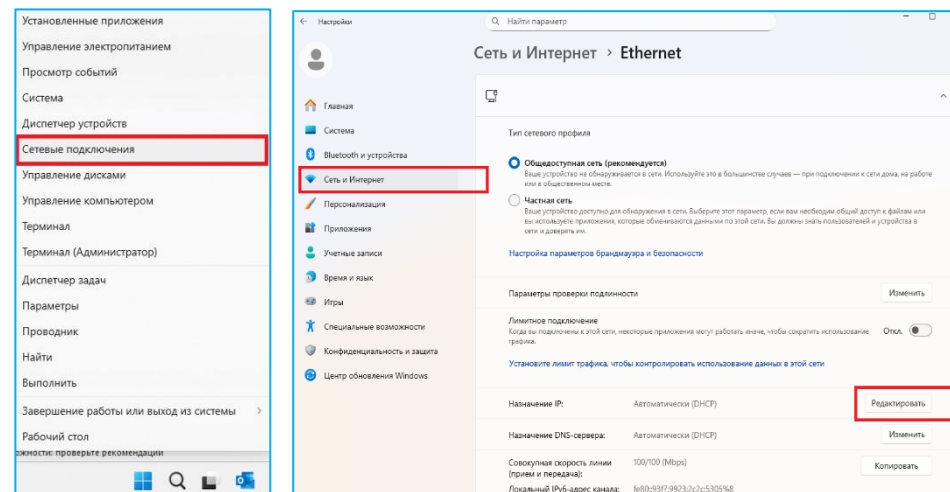 Установленные приложения
Управление электропитанием
Просмотр событий
Система
Диспетчер устройств
Сетевые подключения
Управление дисками
Управление компьютером
Терминал
Терминал (Администратор)
Диспетчер задач
Параметры
Проводник
Найти
Выполнить
Завершение работы или выход из системы
Рабочий стол
проверьте рекомендации
Настройки
Найти параметр
Сеть и Интернет > Ethernet
Главная
Система
Bluetooth и устройства
Сеть и Интернет
Персонализация
Приложения
Учетные записи
Время и язык
Игры
Специальные возможности
Конфиденциальность и защита
Центр обновления Windows
Тип сетевого профиля
Общедоступная сеть (рекомендуется)
Ваше устройство не обнаруживается в сети. Используйте это в большинстве случаев — при подключении к сети дома, на работе
или в общественном месте.
Частная сеть
Ваше устройство доступно для обнаружения в сети. Выберите этот параметр, если вам необходим общий доступ к файлам или
вы используете приложения, которые обмениваются данными по этой сети. Вы должны знать пользователей и устройства в
сети и доверять им.
Настройка параметров брандмауэра и безопасности
Параметры проверки подлинности
Изменить
Лимитное подключение
Когда вы подключены к этой сети, некоторые приложения могут работать иначе, чтобы сократить использование
трафика.
Откл.
Установите лимит трафика, чтобы контролировать использование данных в этой сети
Назначение IP: Автоматически (DHCP) Редактировать
Назначение DNS-сервера: Автоматически (DHCP) Изменить
Совокупная скорость линии 100/100 (Mbps)
(прием и передача):
Копировать
Локальный IPv6-адрес канала: fe80::93f7:9923:2c2c:5305%8